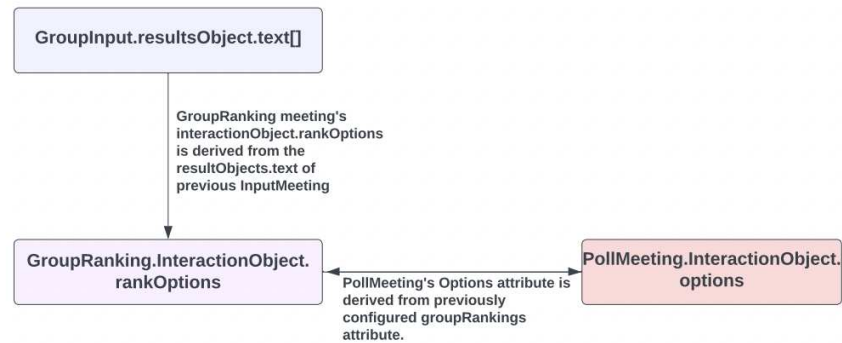 GroupInput.resultsObject.text[]
GroupRanking meeting's
interactionObject.rankOptions
is derived from the
resultObjects.text of
previous InputMeeting
GroupRanking.InteractionObject.
rankOptions
PollMeeting's Options attribute is
derived from previously
configured groupRankings
attribute.
PollMeeting.InteractionObject.
options